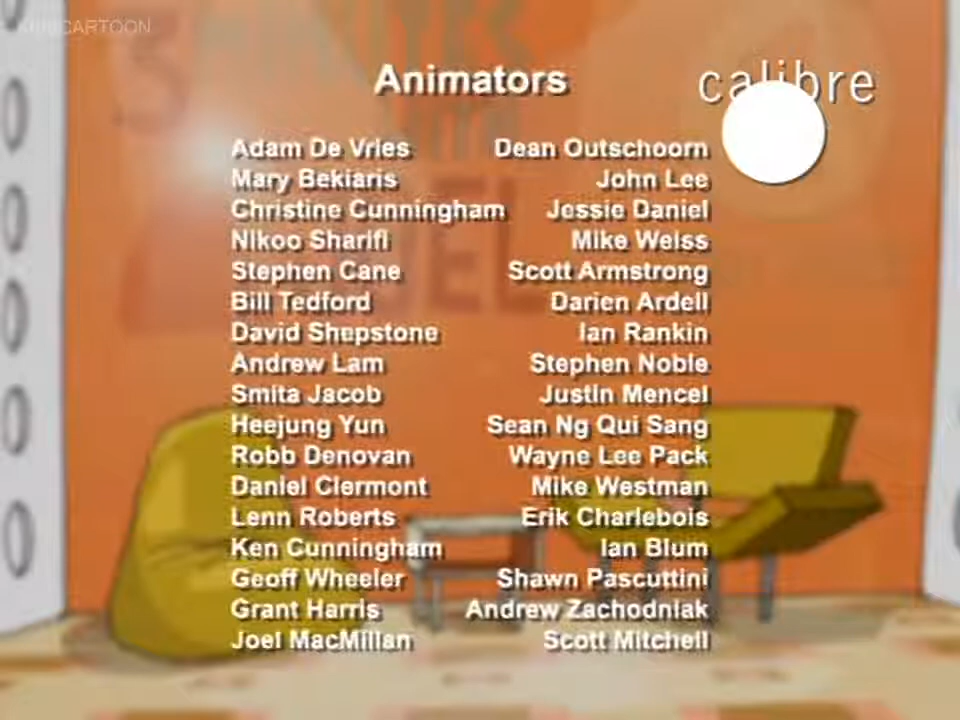 KISSCARTOON
Animators
calibre
Adam De Vries Dean Outschoorn
Mary Bekiaris John Lee
Christine Cunningham Jessie Daniel
Nikoo Sharifi Mike Weiss
Stephen Cane Scott Armstrong
Bill Tedford Darien Ardell
David Shepstone Ian Rankin
Andrew Lam Stephen Noble
Smita Jacob Justin Mencel
Heejung Yun Sean Ng Qui Sang
Robb Denovan Wayne Lee Pack
Daniel Clermont Mike Westman
Lenn Roberts Erik Charlebois
Ken Cunningham Ian Blum
Geoff Wheeler Shawn Pascuttini
Grant Harris Andrew Zachodniak
Joel MacMillan Scott Mitchell